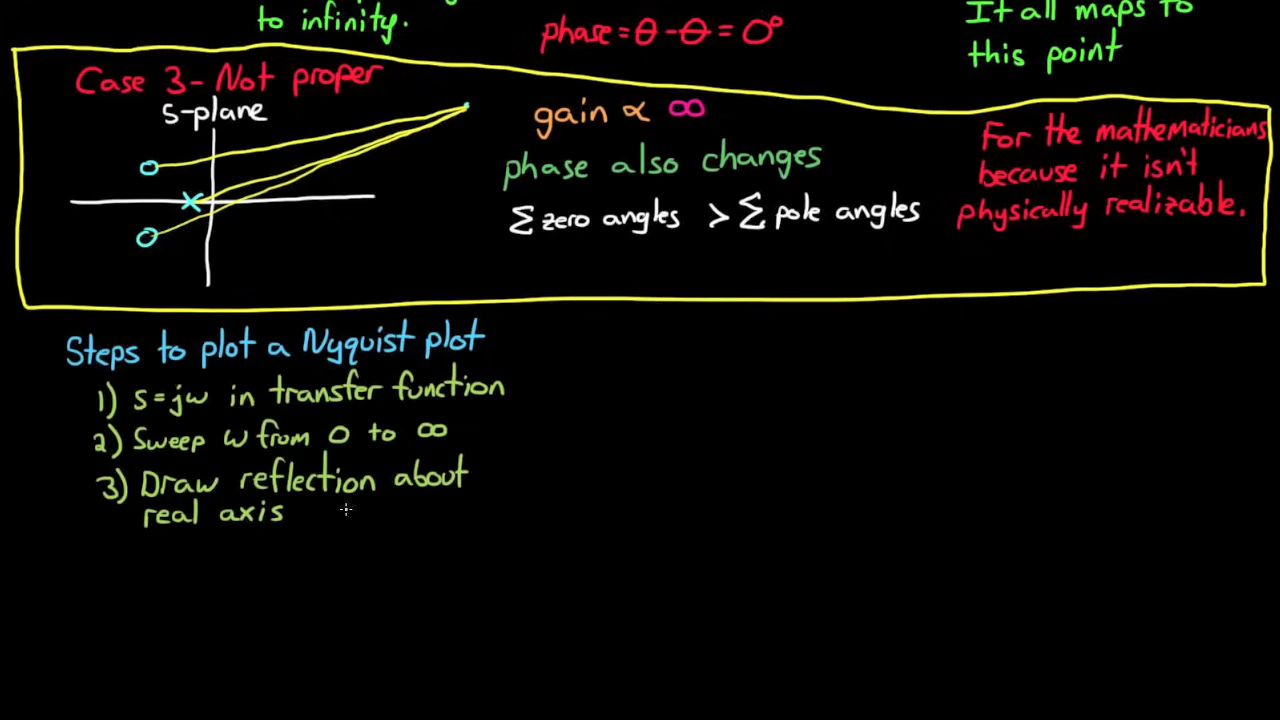 to infinity.
phase = θ - θ = 0°
It all maps to
this point
Case 3 - Not proper
s-plane
gain ∝ ∞
phase also changes
Σ zero angles > Σ pole angles
For the mathematicians
because it isn't
physically realizable.
Steps to plot a Nyquist plot
1) s=jw in transfer function
2) Sweep w from 0 to ∞
3) Draw reflection about
real axis